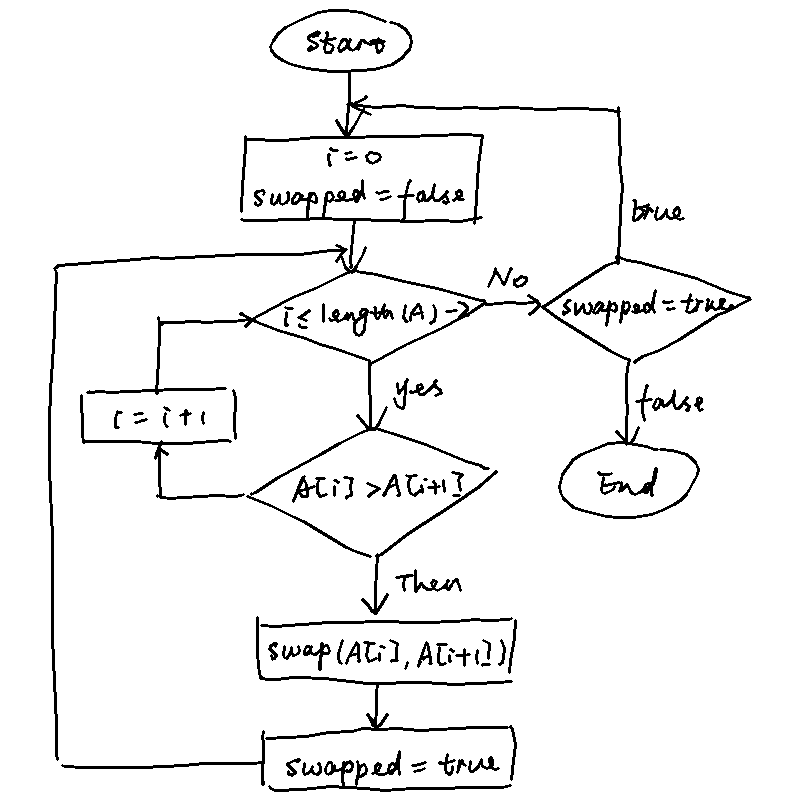 Start
i = 0
swapped = false
true
No
i ≤ length(A) - 2
swapped = true
yes
false
i = i + 1
A[i] > A[i+1]
End
Then
swap(A[i], A[i+1])
swapped = true